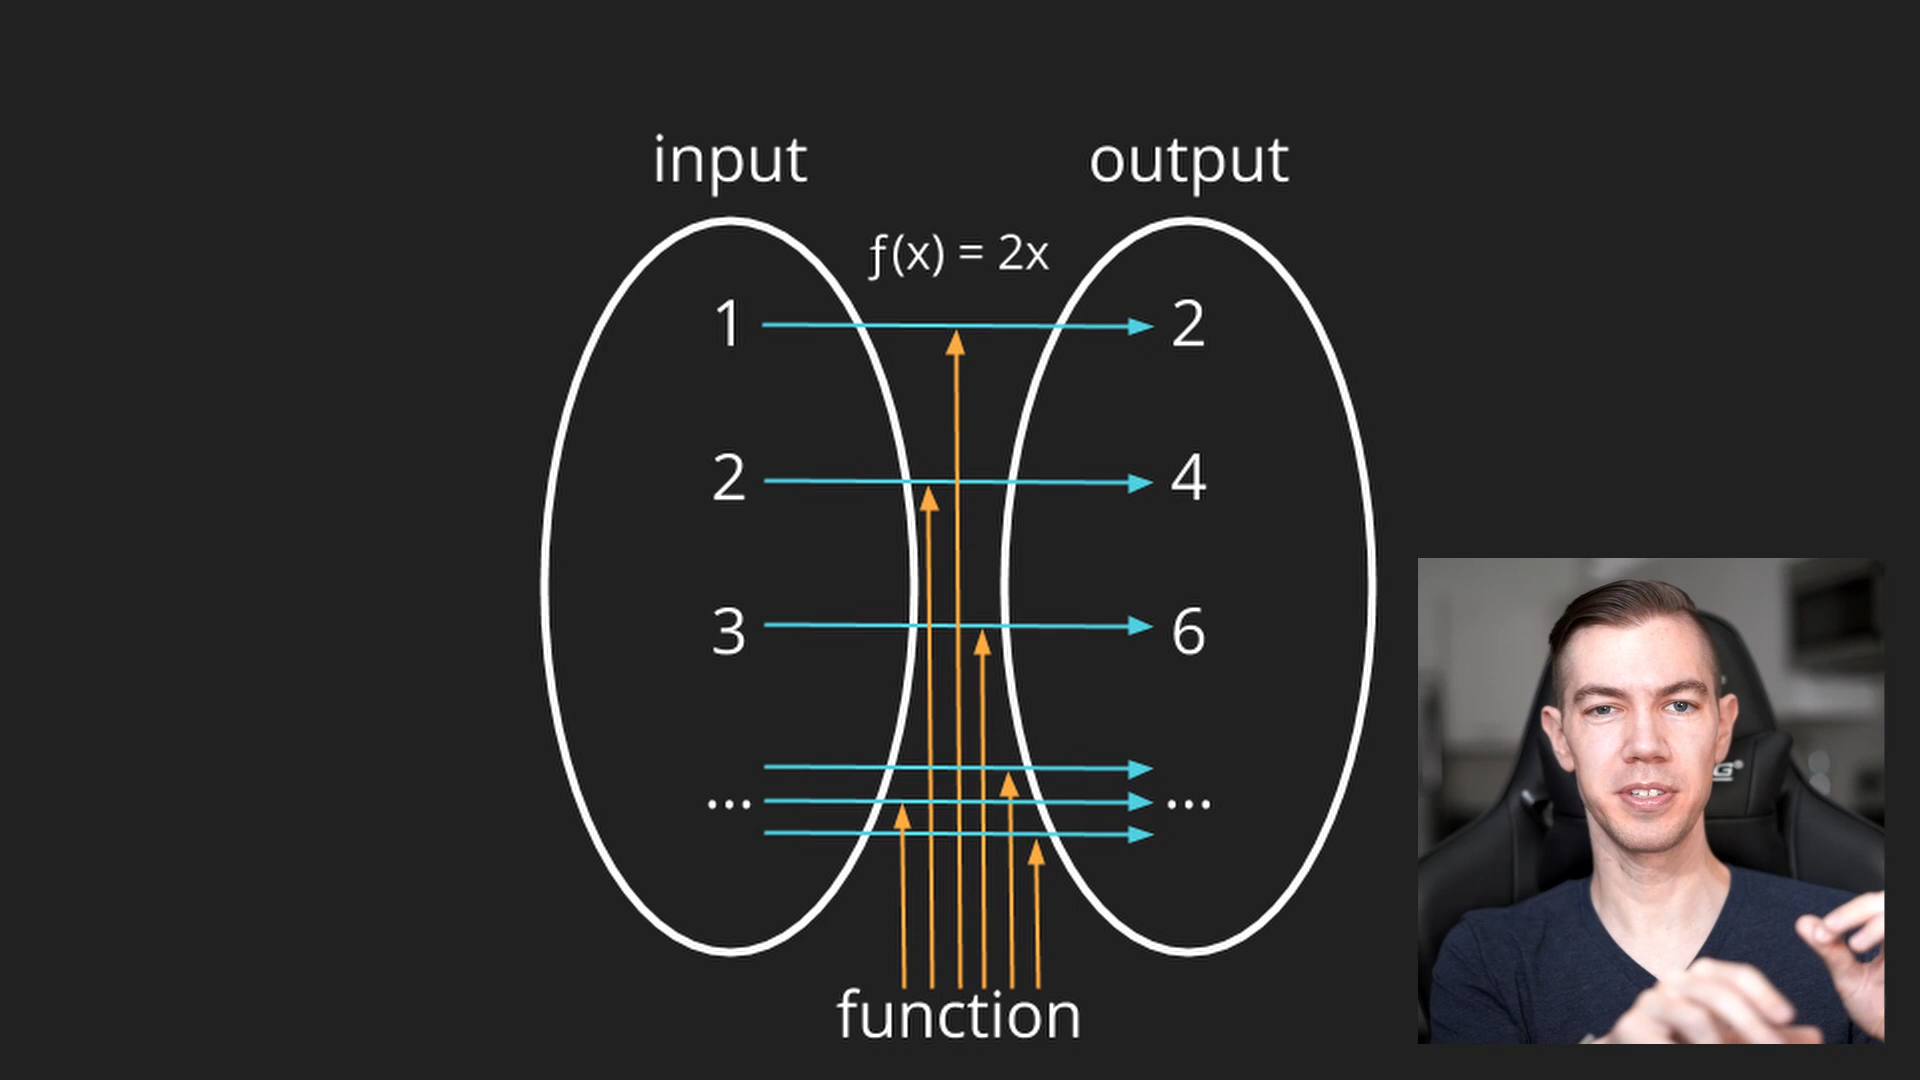 input output
ƒ(x) = 2x
1 2
2 4
3 6
... ...
function